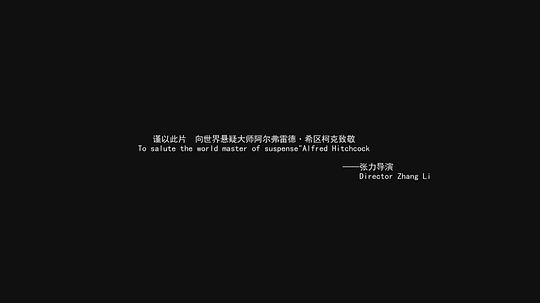 谨以此片　向世界悬疑大师阿尔弗雷德·希区柯克致敬
To salute the world master of suspense"Alfred Hitchcock
——张力导演
Director Zhang Li